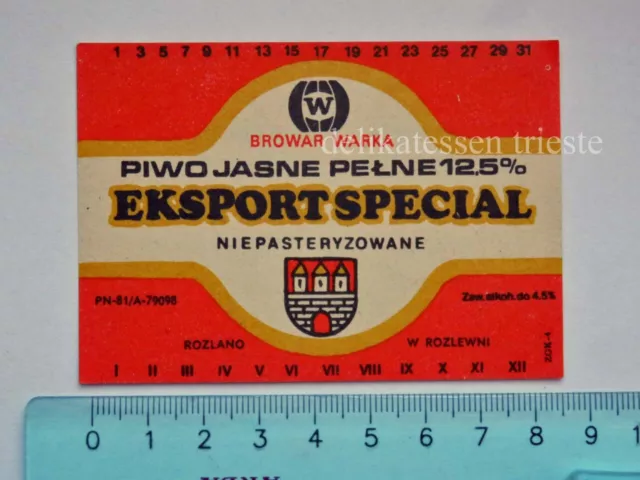 1 3 5 7 9 11 13 15 17 19 21 23 25 27 29 31
W
BROWAR WARKA
delikatessen trieste
PIWO JASNE PEŁNE 12.5%
EKSPORT SPECIAL
NIEPASTERYZOWANE
PN-81/A-79098
Zaw. alkoh. do 4.5%
ROZLANO
W ROZLEWNI
ZGK-4
I II III IV V VI VII VIII IX X XI XII
0 1 2 3 4 5 6 7 8 9 1